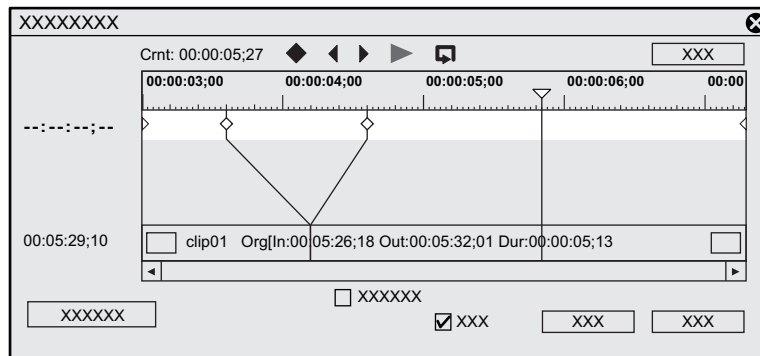 XXXXXXXX
Crnt: 00:00:05;27
XXX
00:00:03;00 00:00:04;00 00:00:05;00 00:00:06;00 00:00
--:--:--;--
00:05:29;10
clip01 Org[In:00:05:26;18 Out:00:05:32;01 Dur:00:00:05;13
XXXXXX
XXXXXX
XXX
XXX
XXX